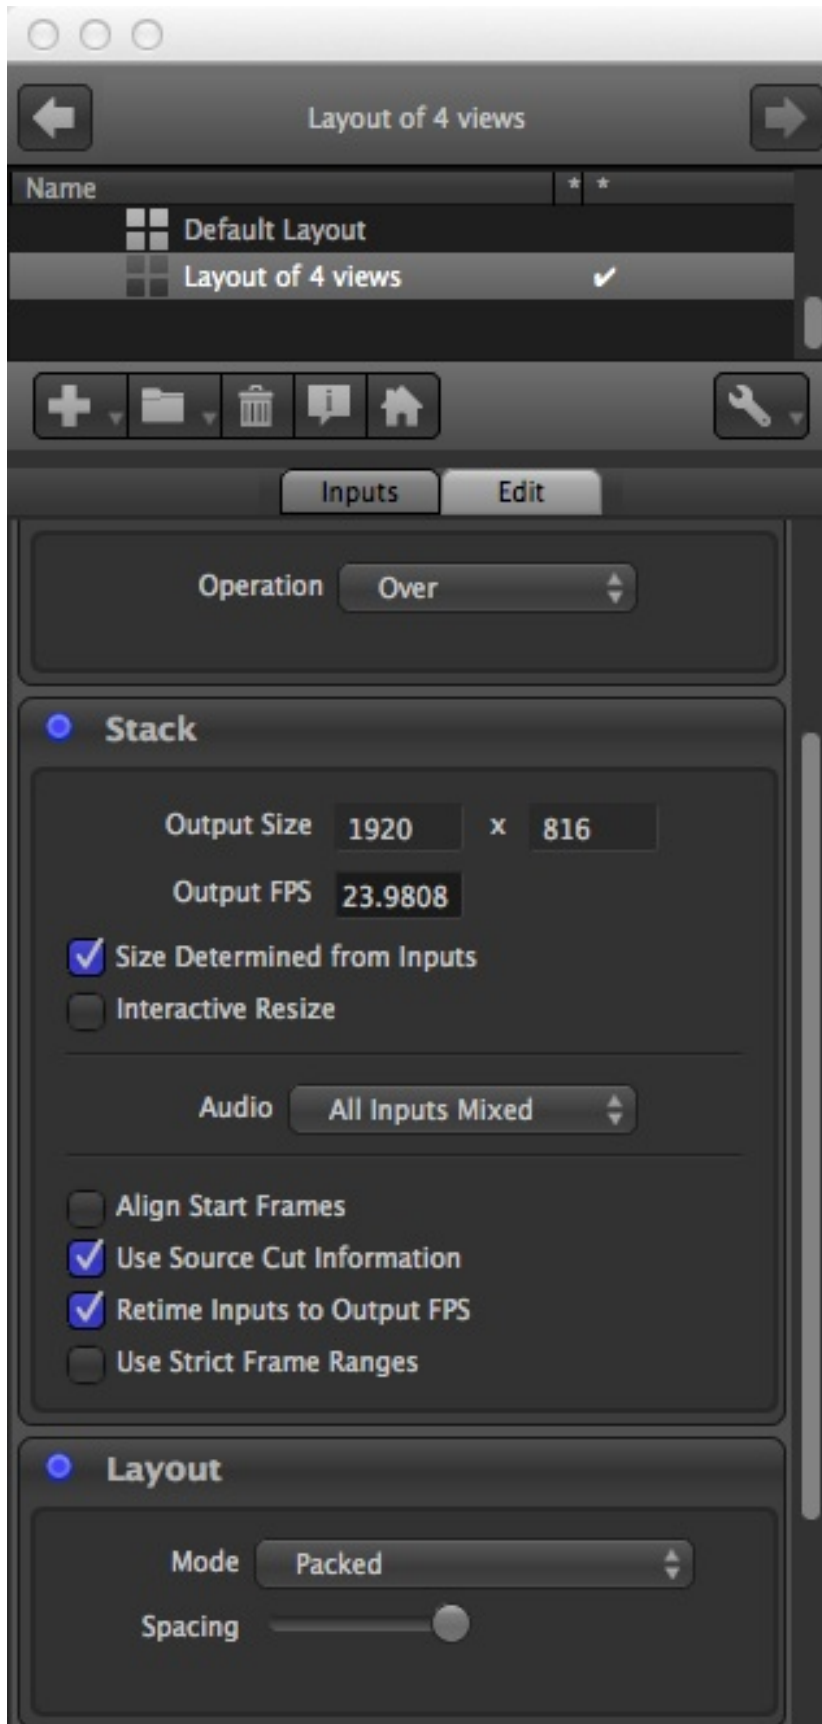 Layout of 4 views
Name * *
Default Layout
Layout of 4 views ✔
Inputs Edit
Operation Over
Stack
Output Size 1920 x 816
Output FPS 23.9808
Size Determined from Inputs
Interactive Resize
Audio All Inputs Mixed
Align Start Frames
Use Source Cut Information
Retime Inputs to Output FPS
Use Strict Frame Ranges
Layout
Mode Packed
Spacing